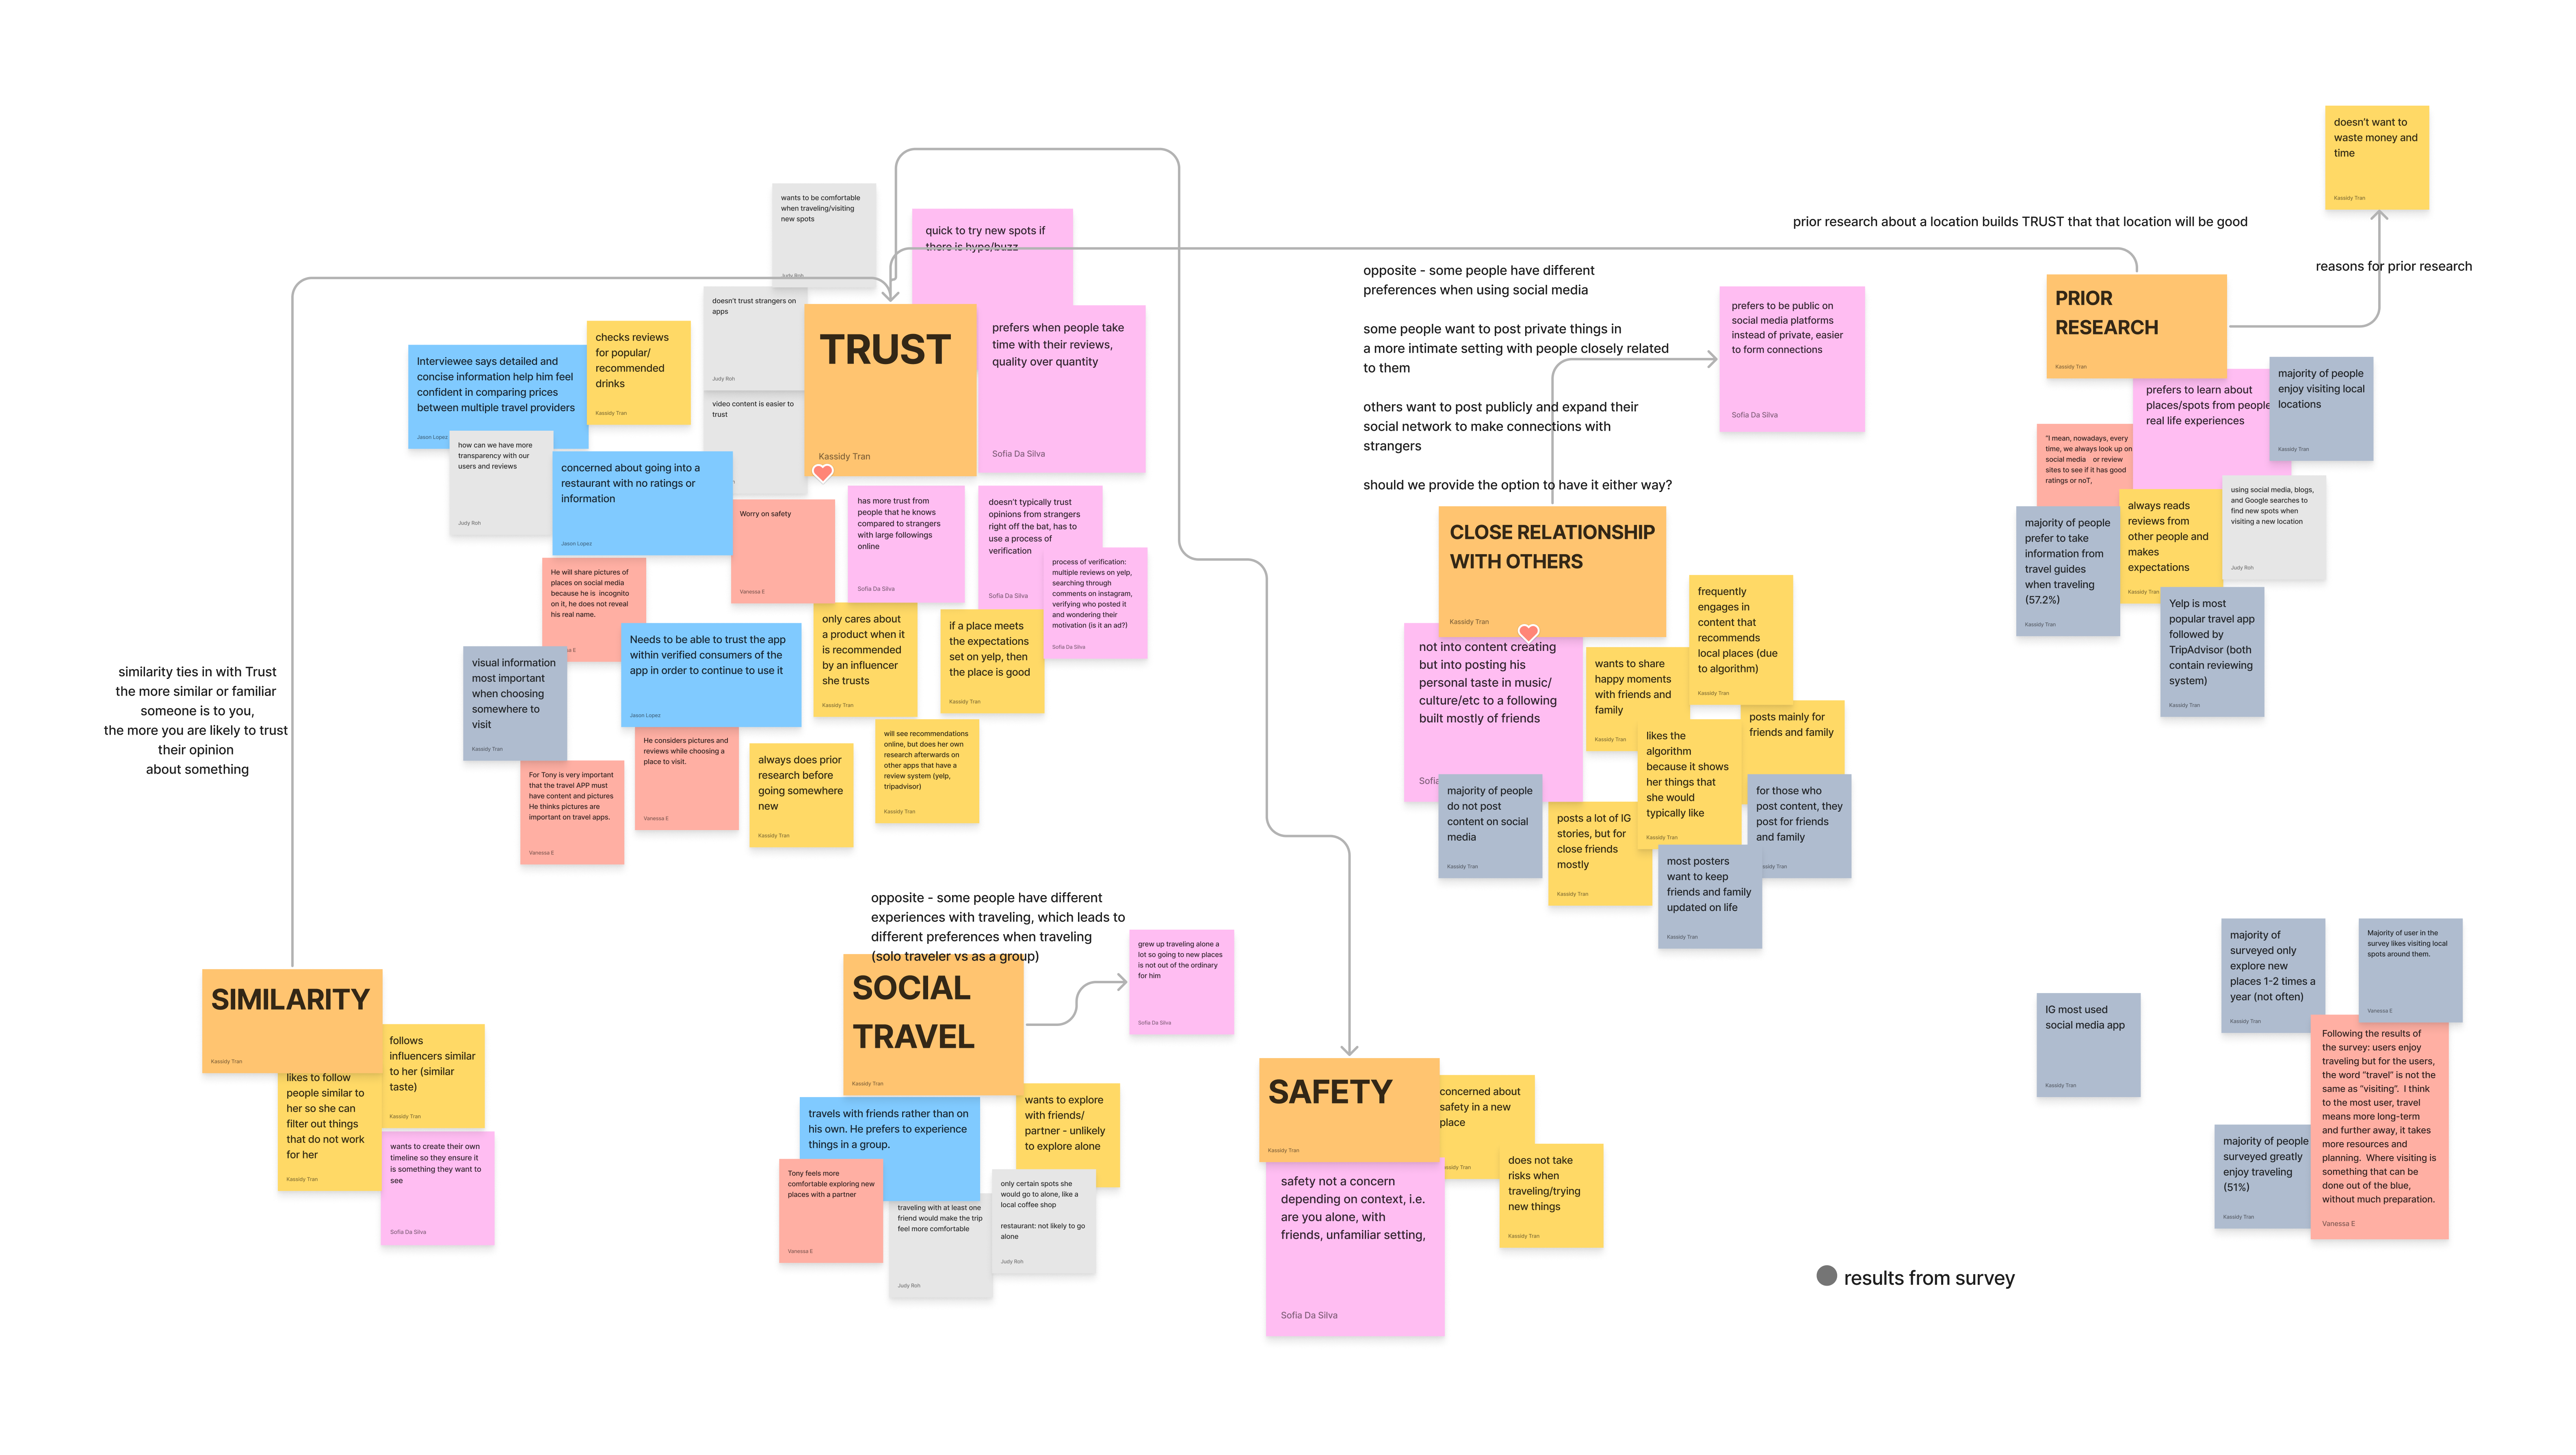 doesn't want to
waste money and
time
Kassidy Tran
reasons for prior research
prior research about a location builds TRUST that that location will be good
wants to be comfortable
when traveling/visiting
new spots
Judy Roh
quick to try new spots if
there is hype/buzz
doesn't trust strangers on
apps
Judy Roh
video content is easier to
trust
TRUST
Kassidy Tran
prefers when people take
time with their reviews,
quality over quantity
Sofia Da Silva
Interviewee says detailed and
concise information help him feel
confident in comparing prices
between multiple travel providers
Jason Lopez
checks reviews
for popular/
recommended
drinks
Kassidy Tran
how can we have more
transparency with our
users and reviews
Judy Roh
concerned about going into a
restaurant with no ratings or
information
Jason Lopez
Worry on safety
Vanessa E
has more trust from
people that he knows
compared to strangers
with large followings
online
Sofia Da Silva
doesn't typically trust
opinions from strangers
right off the bat, has to
use a process of
verification
Sofia Da Silva
process of verification:
multiple reviews on yelp,
searching through
comments on instagram,
verifying who posted it
and wondering their
motivation (is it an ad?)
Sofia Da Silva
He will share pictures of
places on social media
because he is incognito
on it, he does not reveal
his real name.
Needs to be able to trust the app
within verified consumers of the
app in order to continue to use it
Jason Lopez
only cares about
a product when it
is recommended
by an influencer
she trusts
Kassidy Tran
if a place meets
the expectations
set on yelp, then
the place is good
Kassidy Tran
visual information
most important
when choosing
somewhere to
visit
Kassidy Tran
For Tony is very important
that the travel APP must
have content and pictures
He thinks pictures are
important on travel apps.
Vanessa E
He considers pictures and
reviews while choosing a
place to visit.
Vanessa E
always does prior
research before
going somewhere
new
Kassidy Tran
will see recommendations
online, but does her own
research afterwards on
other apps that have a
review system (yelp,
tripadvisor)
Kassidy Tran
similarity ties in with Trust
the more similar or familiar
someone is to you,
the more you are likely to trust
their opinion
about something
SIMILARITY
Kassidy Tran
follows
influencers similar
to her (similar
taste)
Kassidy Tran
likes to follow
people similar to
her so she can
filter out things
that do not work
for her
Kassidy Tran
wants to create their own
timeline so they ensure it
is something they want to
see
Sofia Da Silva
opposite - some people have different
experiences with traveling, which leads to
different preferences when traveling
(solo traveler vs as a group)
SOCIAL
TRAVEL
Kassidy Tran
grew up traveling alone a
lot so going to new places
is not out of the ordinary
for him
Sofia Da Silva
travels with friends rather than on
his own. He prefers to experience
things in a group.
wants to explore
with friends/
partner - unlikely
to explore alone
Tony feels more
comfortable exploring new
places with a partner
Vanessa E
traveling with at least one
friend would make the trip
feel more comfortable
Judy Roh
only certain spots she
would go to alone, like a
local coffee shop
restaurant: not likely to go
alone
Judy Roh
SAFETY
Kassidy Tran
concerned about
safety in a new
place
does not take
risks when
traveling/trying
new things
Kassidy Tran
safety not a concern
depending on context, i.e.
are you alone, with
friends, unfamiliar setting,
Sofia Da Silva
opposite - some people have different
preferences when using social media
some people want to post private things in
a more intimate setting with people closely related
to them
others want to post publicly and expand their
social network to make connections with
strangers
should we provide the option to have it either way?
prefers to be public on
social media platforms
instead of private, easier
to form connections
Sofia Da Silva
CLOSE RELATIONSHIP
WITH OTHERS
Kassidy Tran
not into content creating
but into posting his
personal taste in music/
culture/etc to a following
built mostly of friends
Sofia
wants to share
happy moments
with friends and
family
Kassidy Tran
frequently
engages in
content that
recommends
local places (due
to algorithm)
Kassidy Tran
posts mainly for
friends and family
likes the
algorithm
because it shows
her things that
she would
typically like
Kassidy Tran
majority of people
do not post
content on social
media
Kassidy Tran
posts a lot of IG
stories, but for
close friends
mostly
Kassidy Tran
for those who
post content, they
post for friends
and family
most posters
want to keep
friends and family
updated on life
Kassidy Tran
PRIOR
RESEARCH
Kassidy Tran
prefers to learn about
places/spots from people
real life experiences
majority of people
enjoy visiting local
locations
Kassidy Tran
"I mean, nowadays, every
time, we always look up on
social media or review
sites to see if it has good
ratings or noT,
majority of people
prefer to take
information from
travel guides
when traveling
(57.2%)
Kassidy Tran
always reads
reviews from
other people and
makes
expectations
Kassidy Tran
using social media, blogs,
and Google searches to
find new spots when
visiting a new location
Judy Roh
Yelp is most
popular travel app
followed by
TripAdvisor (both
contain reviewing
system)
Kassidy Tran
IG most used
social media app
Kassidy Tran
majority of
surveyed only
explore new
places 1-2 times a
year (not often)
Kassidy Tran
Majority of user in the
survey likes visiting local
spots around them.
Vanessa E
majority of people
surveyed greatly
enjoy traveling
(51%)
Kassidy Tran
Following the results of
the survey: users enjoy
traveling but for the users,
the word "travel" is not the
same as "visiting". I think
to the most user, travel
means more long-term
and further away, it takes
more resources and
planning. Where visiting is
something that can be
done out of the blue,
without much preparation.
Vanessa E
results from survey